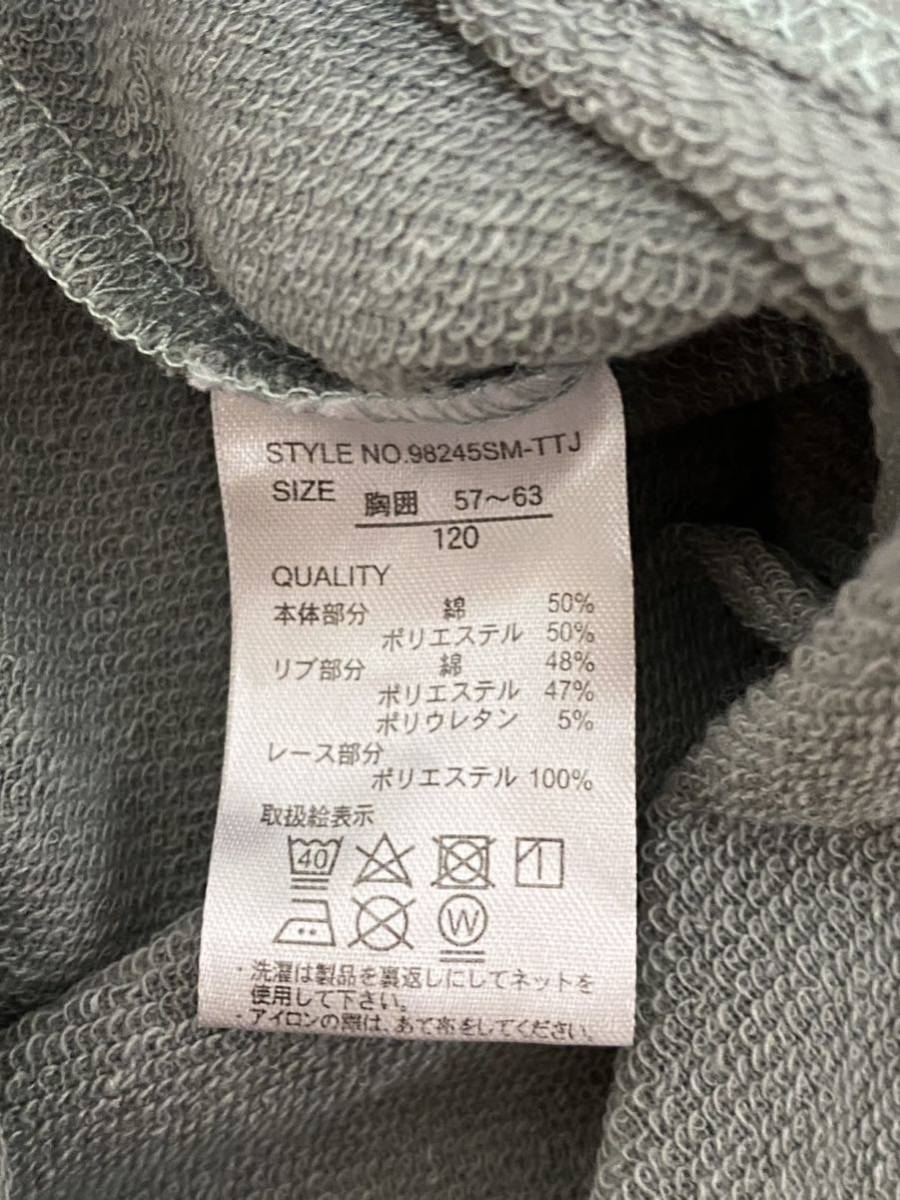 STYLE NO.98245SM-TTJ
SIZE 胸囲 57～63
120
QUALITY
本体部分 綿 50%
ポリエステル 50%
リブ部分 綿 48%
ポリエステル 47%
ポリウレタン 5%
レース部分
ポリエステル 100%
取扱絵表示
40
W
・洗濯は製品を裏返しにしてネットを
使用して下さい。
・アイロンの際は、あて布をしてください。